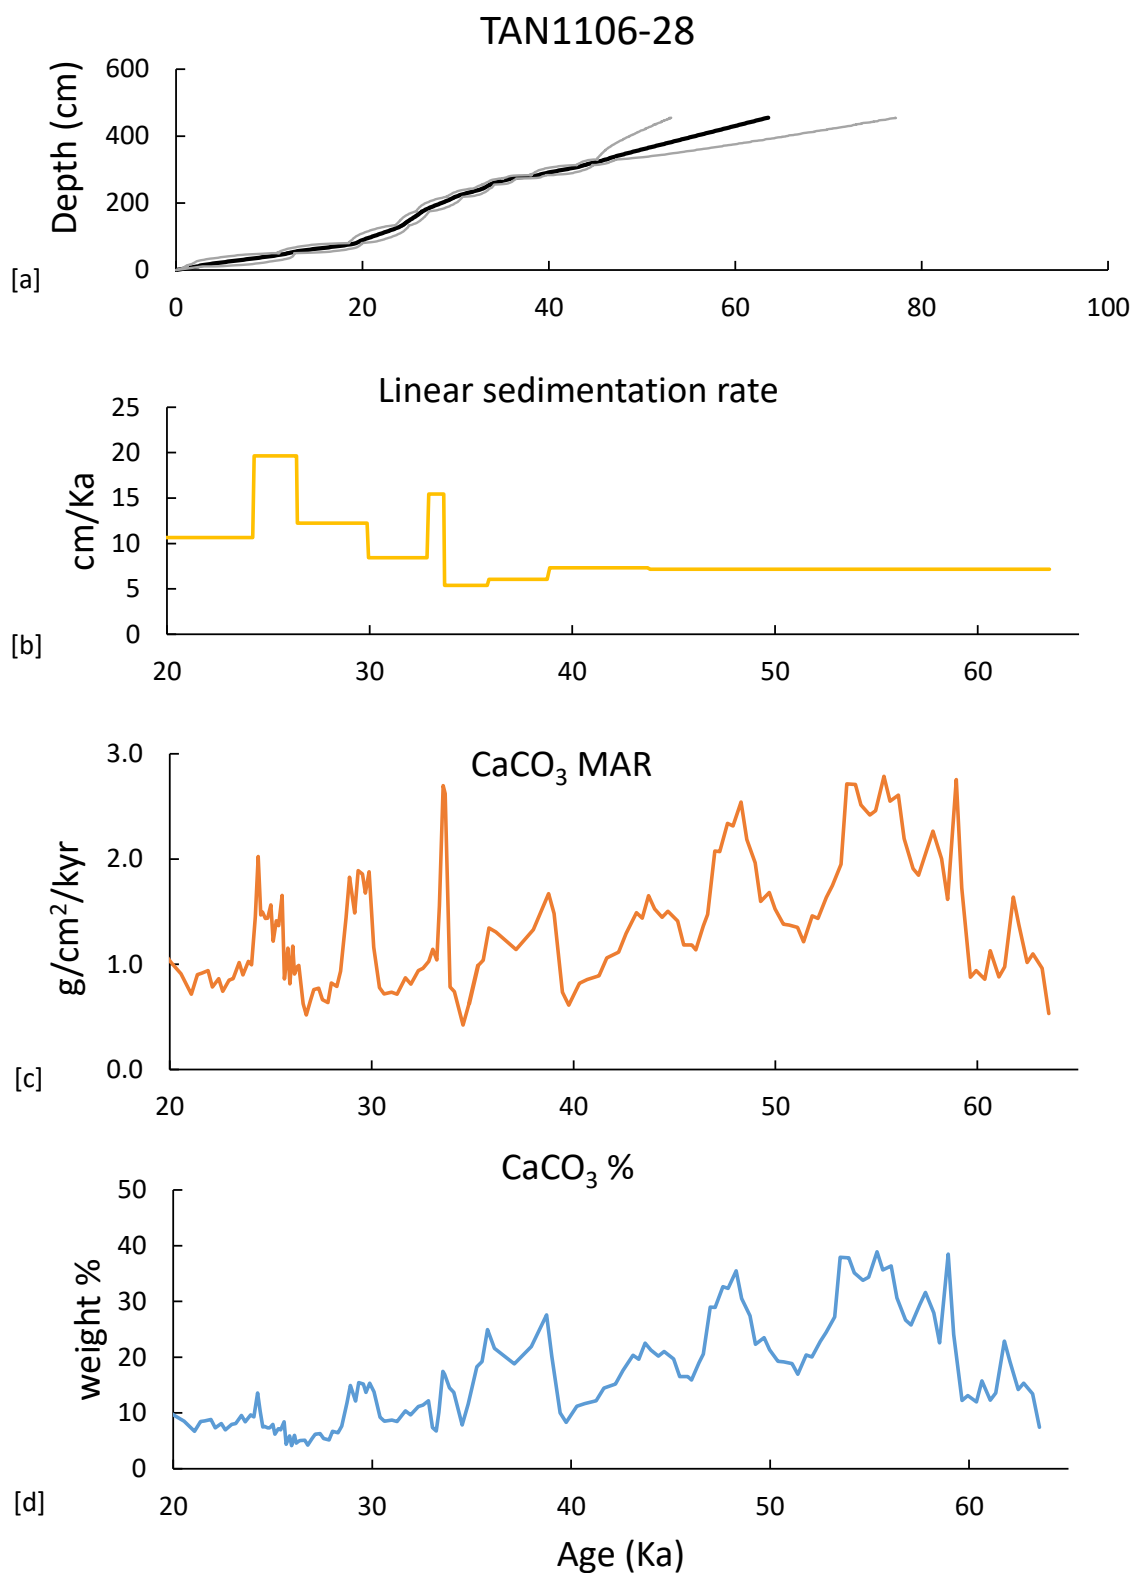 TAN1106-28
Depth (cm)
600
400
200
0
[a]
0 20 40 60 80 100
Linear sedimentation rate
cm/Ka
25
20
15
10
5
0
[b]
20 30 40 50 60
CaCO₃ MAR
g/cm²/kyr
3.0
2.0
1.0
0.0
[c]
20 30 40 50 60
CaCO₃ %
weight %
50
40
30
20
10
0
[d]
20 30 40 50 60
Age (Ka)